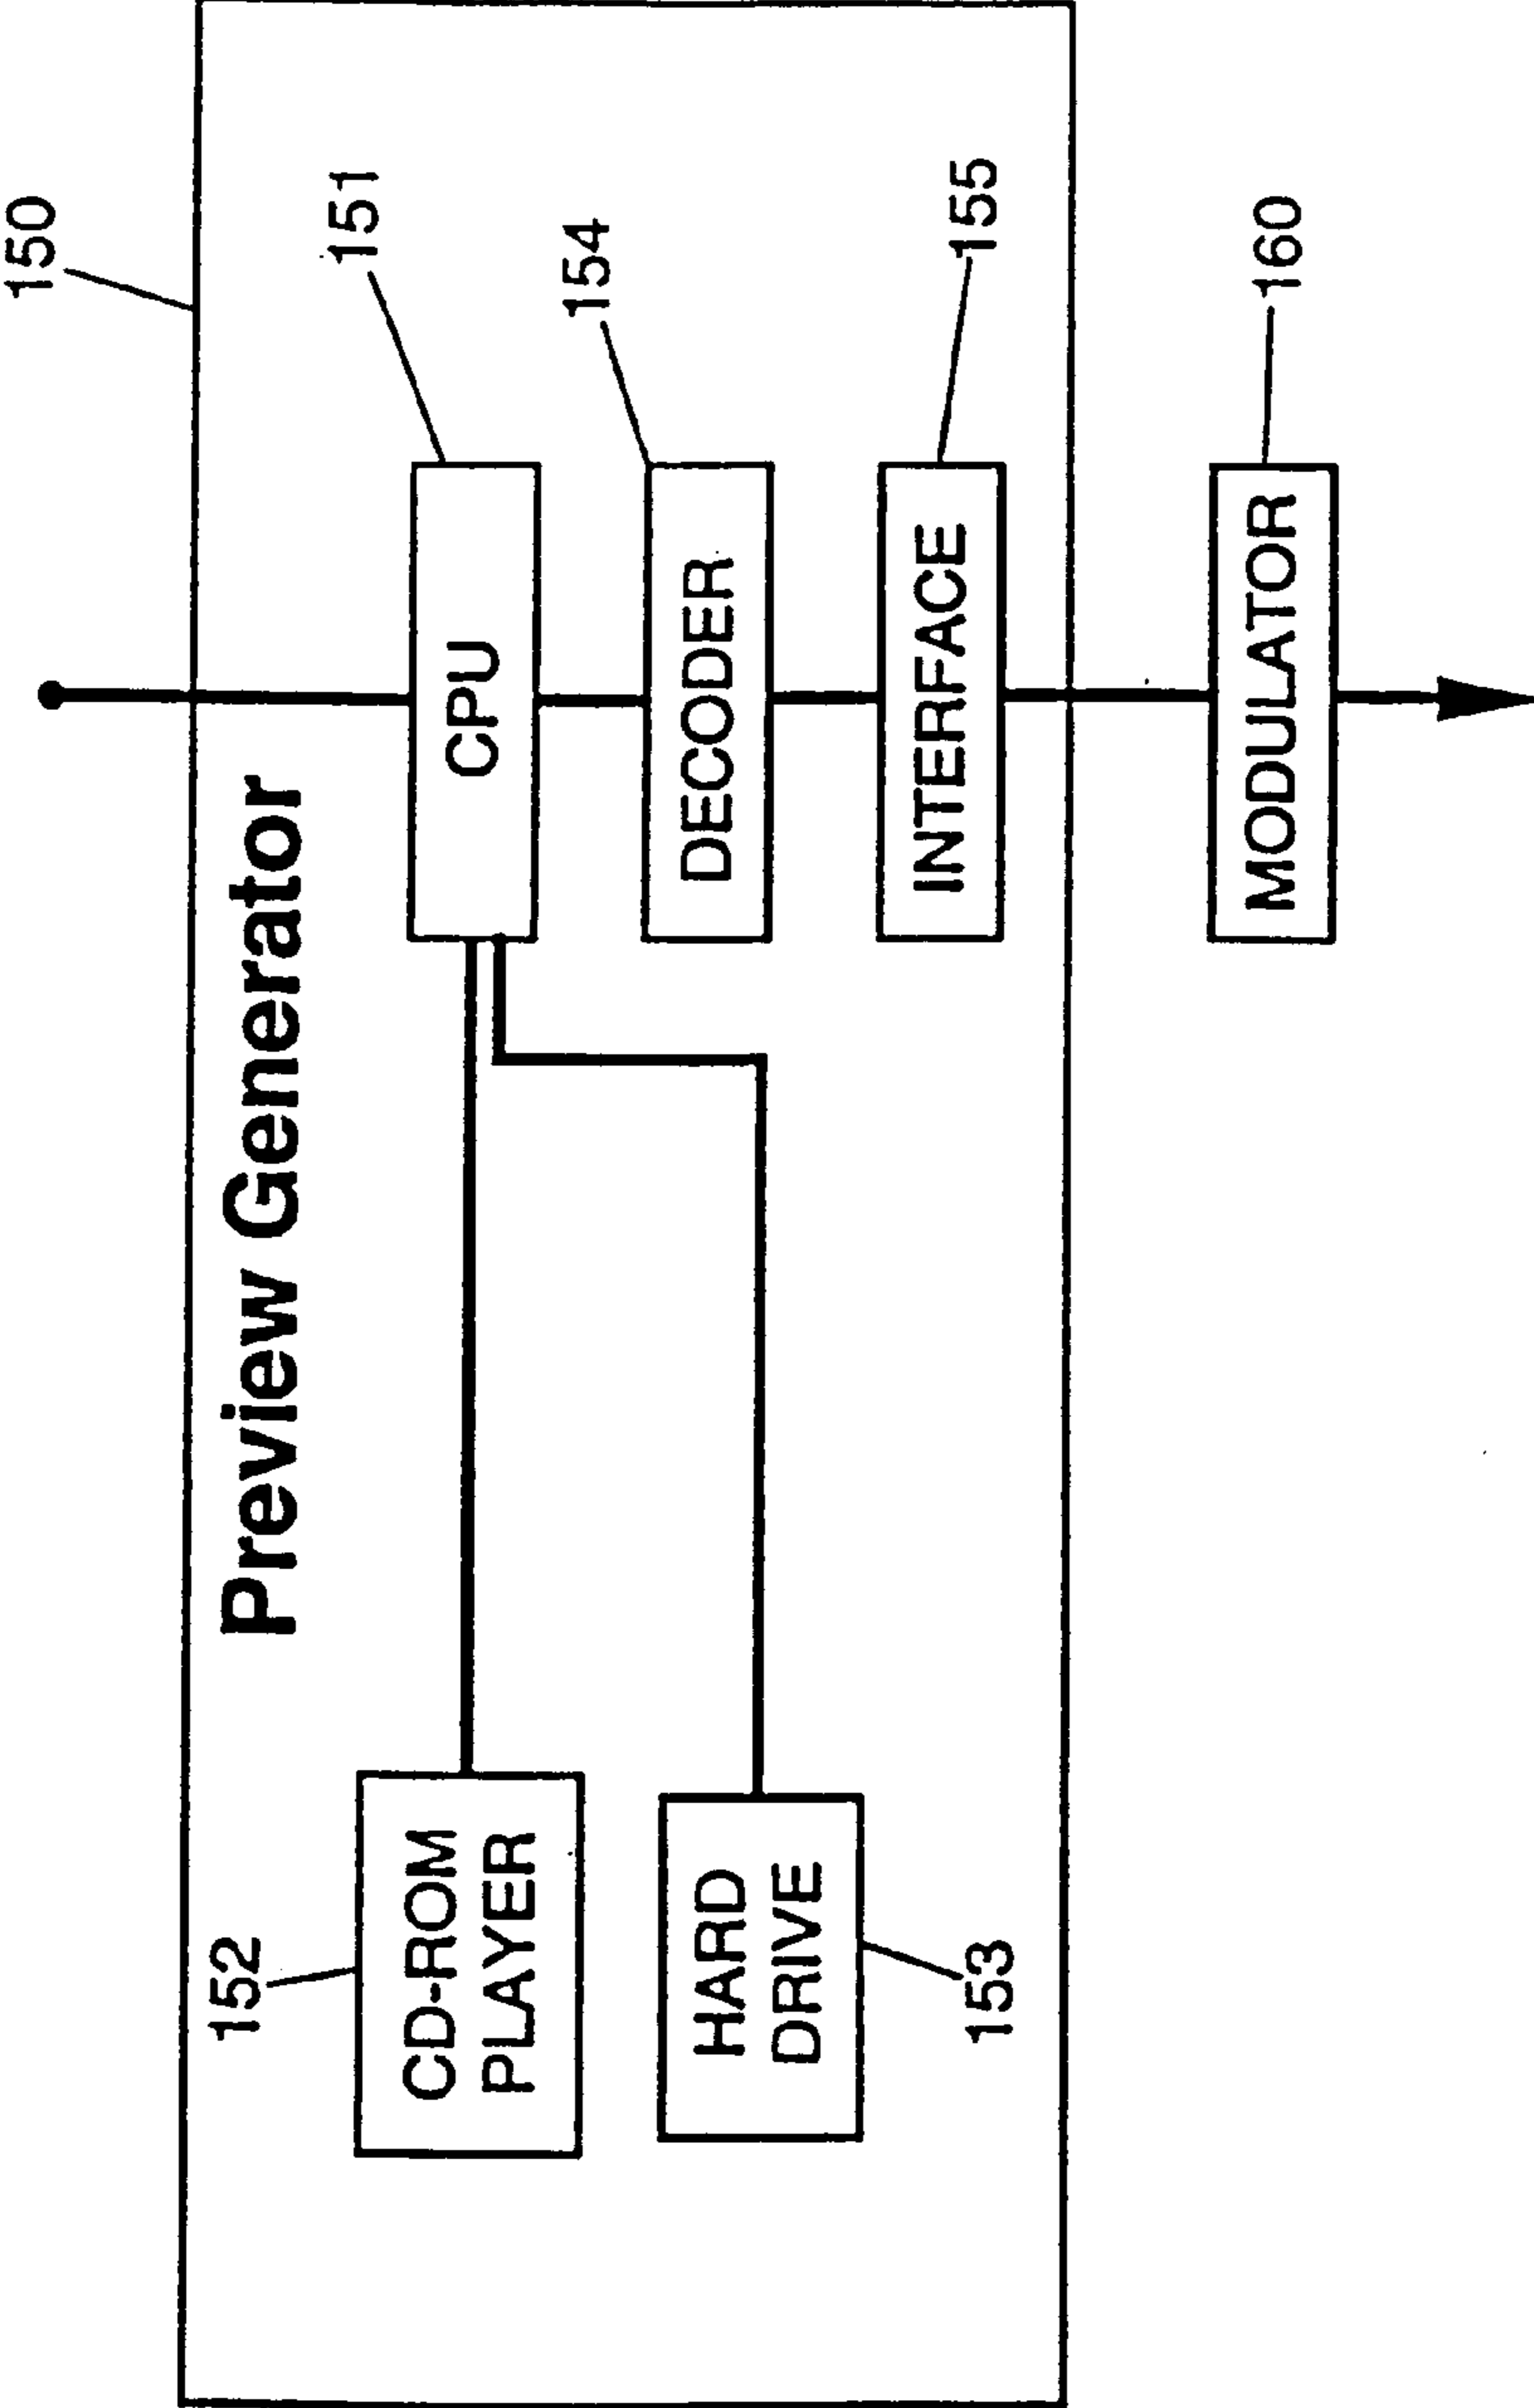 150
Preview Generator
151
CPU
152
CD-ROM
PLAYER
154
DECODER
HARD
DRIVE
153
155
INTERFACE
160
MODULATOR